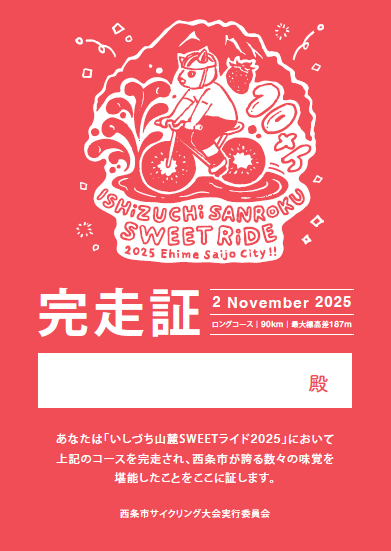 10th
ISHiZUCHi SANROKU
SWEET RiDE
2025 Ehime Saijo City!!
完走証
2 November 2025
ロングコース | 90km | 最大標高差187m
殿
あなたは「いしづち山麓SWEETライド2025」において
上記のコースを完走され、西条市が誇る数々の味覚を
堪能したことをここに証します。
西条市サイクリング大会実行委員会